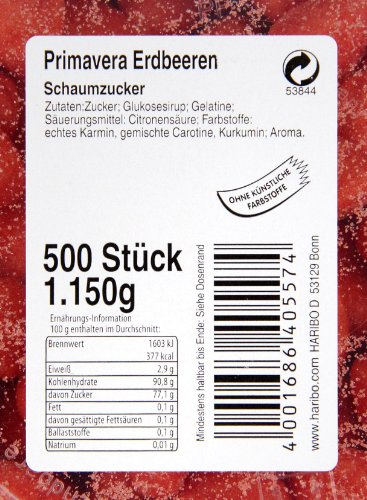 Primavera Erdbeeren
Schaumzucker
Zutaten:Zucker; Glukosesirup; Gelatine;
Säuerungsmittel: Citronensäure; Farbstoffe:
echtes Karmin, gemischte Carotine, Kurkumin; Aroma.
53844
OHNE KÜNSTLICHE
FARBSTOFFE
500 Stück
1.150g
Ernährungs-Information
100 g enthalten im Durchschnitt:
Brennwert 1603 kJ
377 kcal
Eiweiß 2,9 g
Kohlenhydrate 90,8 g
davon Zucker 77,1 g
Fett 0,1 g
davon gesättigte Fettsäuren 0,1 g
Ballaststoffe 0,1 g
Natrium 0,01 g
Mindestens haltbar bis Ende: Siehe Dosenrand
4 001686 405574
www.haribo.com HARIBO D 53129 Bonn